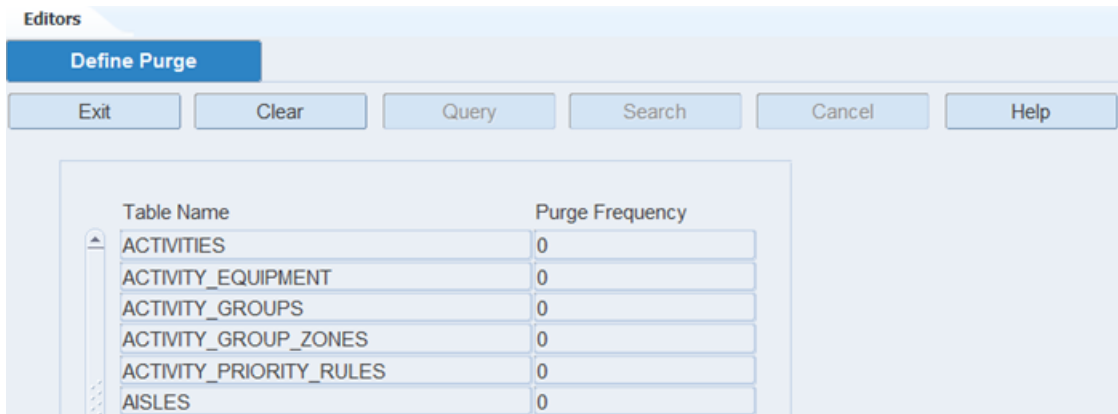 Editors
Define Purge
Exit Clear Query Search Cancel Help
Table Name Purge Frequency
ACTIVITIES 0
ACTIVITY_EQUIPMENT 0
ACTIVITY_GROUPS 0
ACTIVITY_GROUP_ZONES 0
ACTIVITY_PRIORITY_RULES 0
AISLES 0